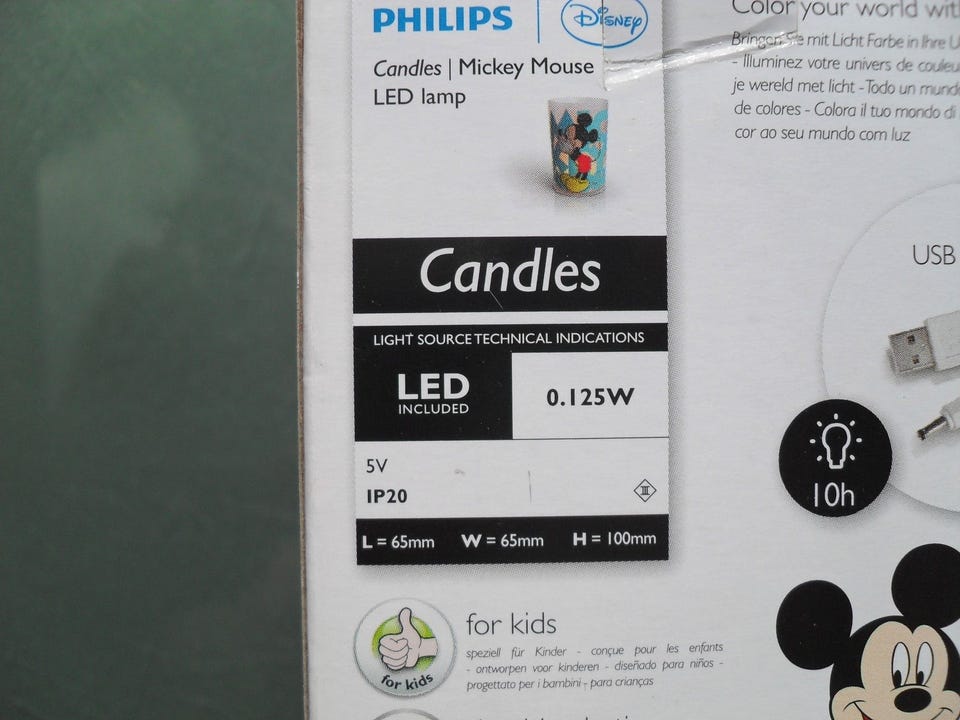 PHILIPS
Disney
Candles | Mickey Mouse
LED lamp
Candles
LIGHT SOURCE TECHNICAL INDICATIONS
LED
INCLUDED
0.125W
5V
IP20
III
L = 65mm W = 65mm H = 100mm
for kids
for kids
speziell für Kinder - conçue pour les enfants
- ontworpen voor kinderen - diseñado para niños -
progettato per i bambini - para crianças
Color your world with
Bringen Sie mit Licht Farbe in Ihre
- Illuminez votre univers de
je wereld met licht - Todo un
de colores - Colora il tuo mondo di
cor ao seu mundo com luz
USB
10h